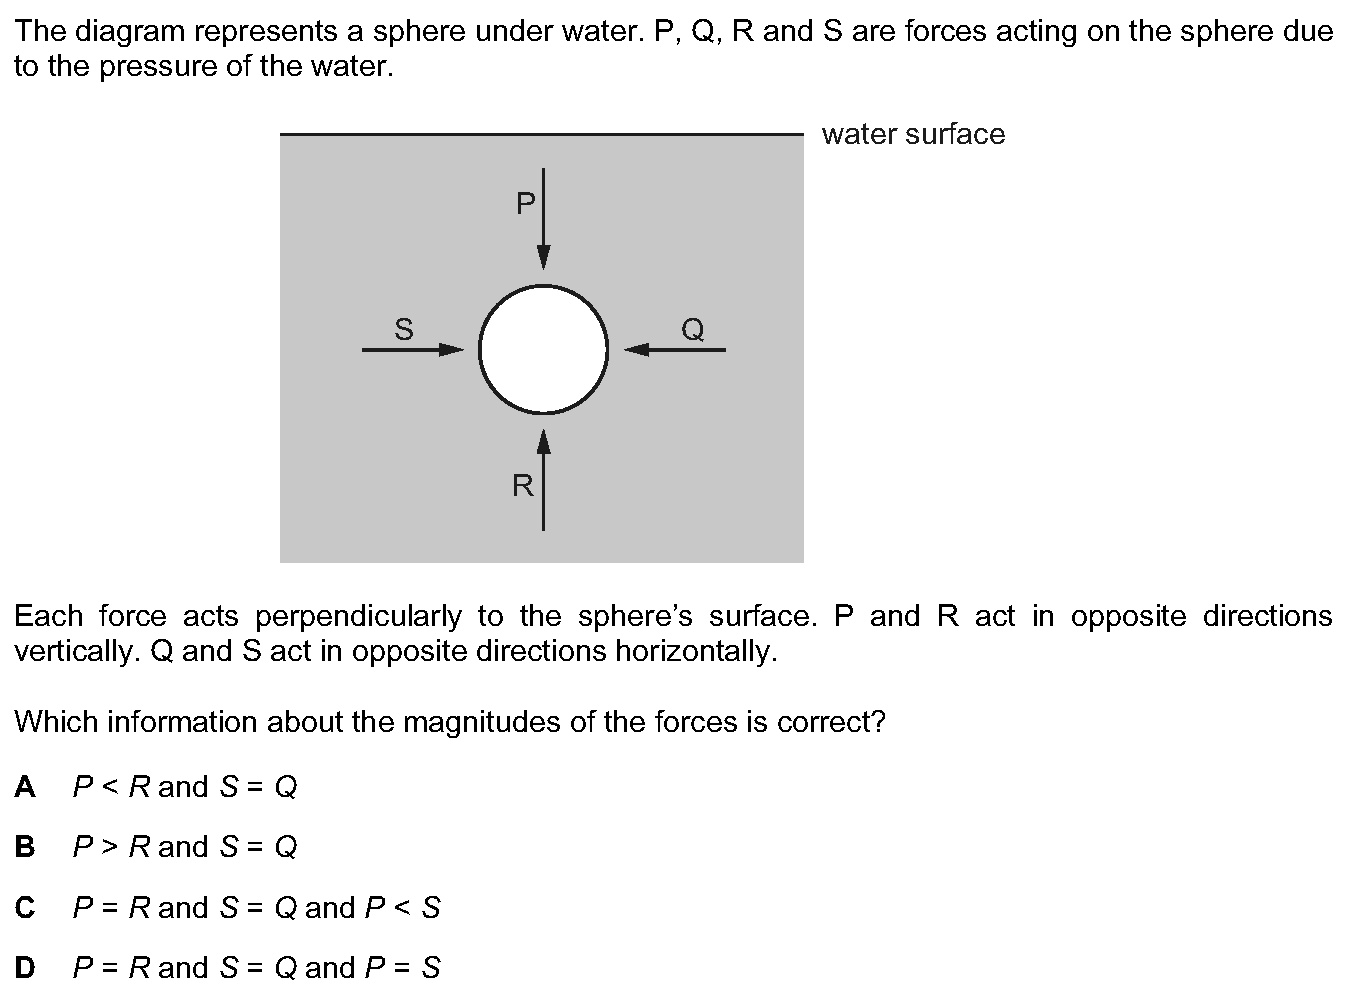 The diagram represents a sphere under water. P, Q, R and S are forces acting on the sphere due
to the pressure of the water.
water surface
P
S
Q
R
Each force acts perpendicularly to the sphere’s surface. P and R act in opposite directions
vertically. Q and S act in opposite directions horizontally.
Which information about the magnitudes of the forces is correct?
A P < R and S = Q
B P > R and S = Q
C P = R and S = Q and P < S
D P = R and S = Q and P = S